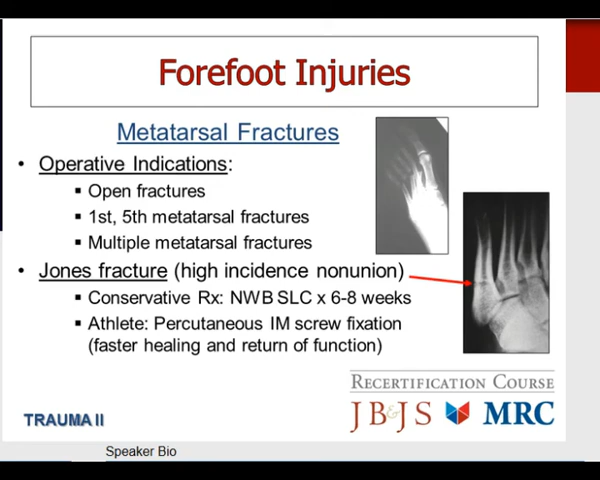 Forefoot Injuries
Metatarsal Fractures
• Operative Indications:
▪ Open fractures
▪ 1st, 5th metatarsal fractures
▪ Multiple metatarsal fractures
• Jones fracture (high incidence nonunion)
▪ Conservative Rx: NWB SLC x 6-8 weeks
▪ Athlete: Percutaneous IM screw fixation
(faster healing and return of function)
RECERTIFICATION COURSE
JB&JS MRC
TRAUMA II
Speaker Bio